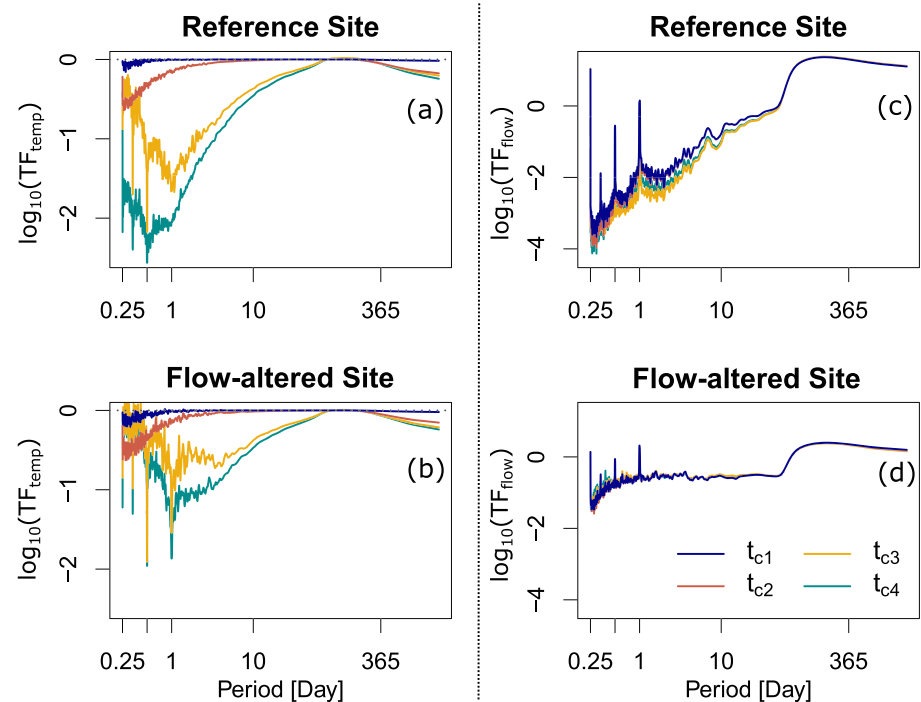 Reference Site
log10(TFtemp)
0
−1
−2
(a)
0.25 1 10 365
Reference Site
log10(TFflow)
0
−2
−4
(c)
0.25 1 10 365
Flow-altered Site
log10(TFtemp)
0
−1
−2
(b)
0.25 1 10 365
Period [Day]
Flow-altered Site
log10(TFflow)
0
−2
−4
(d)
tc1 tc3
tc2 tc4
0.25 1 10 365
Period [Day]